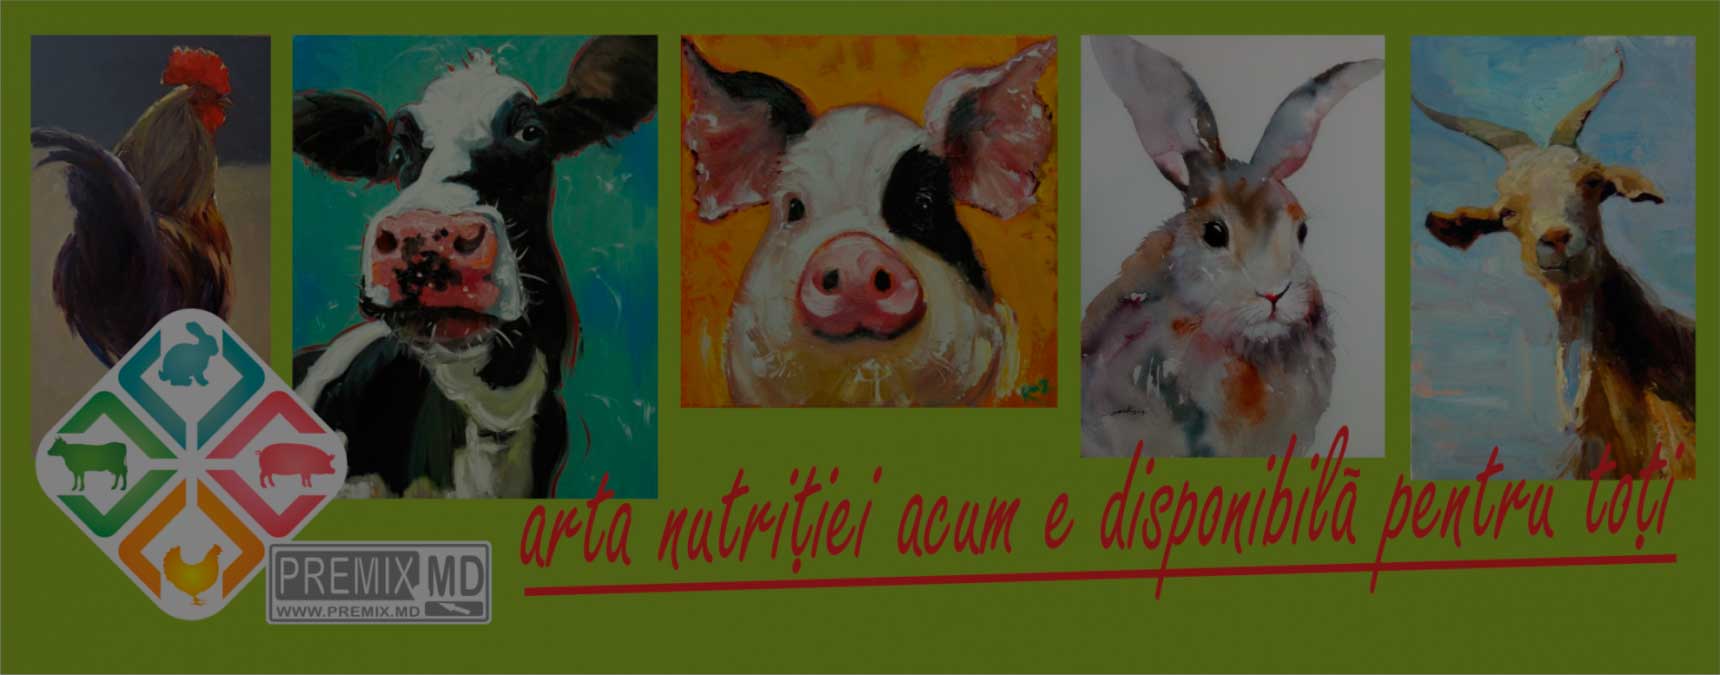 arta nutriției acum e disponibilă pentru toți
PREMIX MD
WWW.PREMIX.MD